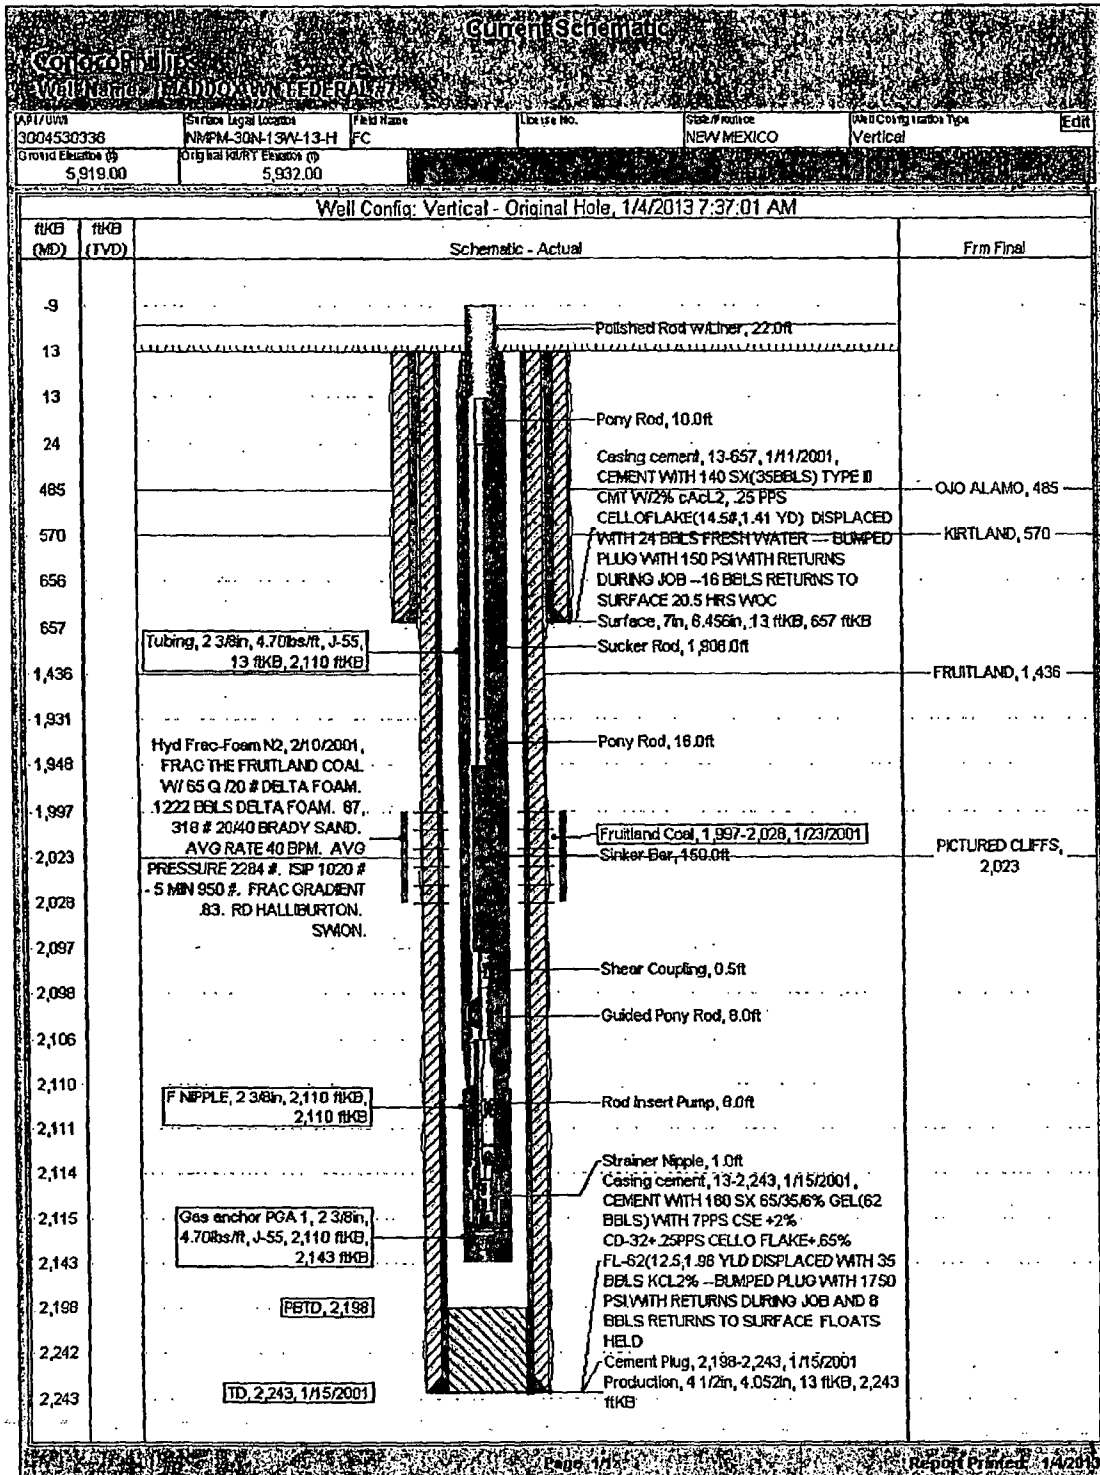 Current Schematic
ConocoPhillips
Well Name: MADDOX WN FEDERAL #7
API / UWI
3004530336
Surface Legal Location
NMPM-30N-13W-13-H
Field Name
FC
License No.
State/Province
NEW MEXICO
Well Configuration Type
Vertical
Edit
Ground Elevation (ft)
5,919.00
Original KB/RT Elevation (ft)
5,932.00
Well Config: Vertical - Original Hole, 1/4/2013 7:37:01 AM
ftKB
(MD)
ftKB
(TVD)
Schematic - Actual
Frm Final
-9
13
13
24
485
570
656
657
1,436
1,931
1,948
1,997
2,023
2,028
2,097
2,098
2,106
2,110
2,111
2,114
2,115
2,143
2,198
2,242
2,243
Polished Rod w/Liner, 22.0ft
Pony Rod, 10.0ft
Casing cement, 13-657, 1/11/2001,
CEMENT WITH 140 SX(35BBLS) TYPE II
CMT W/2% cAcL2, .25 PPS
CELLOFLAKE(14.5#,1.41 YD) DISPLACED
WITH 24 BBLS FRESH WATER --- BUMPED
PLUG WITH 150 PSI WITH RETURNS
DURING JOB --16 BBLS RETURNS TO
SURFACE 20.5 HRS WOC
Surface, 7in, 6.456in, 13 ftKB, 657 ftKB
Tubing, 2 3/8in, 4.70lbs/ft, J-55,
13 ftKB, 2,110 ftKB
Sucker Rod, 1,906.0ft
Pony Rod, 16.0ft
Hyd Frac-Foam N2, 2/10/2001,
FRAC THE FRUITLAND COAL
W/ 65 Q /20 # DELTA FOAM.
1222 BBLS DELTA FOAM. 87,
318 # 20/40 BRADY SAND.
AVG RATE 40 BPM. AVG
PRESSURE 2284 #. ISIP 1020 #
- 5 MIN 950 #. FRAC GRADIENT
.83. RD HALLIBURTON.
SWION.
Fruitland Coal, 1,997-2,028, 1/23/2001
Sinker Bar, 150.0ft
Shear Coupling, 0.5ft
Guided Pony Rod, 8.0ft
F NIPPLE, 2 3/8in, 2,110 ftKB,
2,110 ftKB
Rod Insert Pump, 8.0ft
Strainer Nipple, 1.0ft
Casing cement, 13-2,243, 1/15/2001,
CEMENT WITH 180 SX 65/35/6% GEL(62
BBLS) WITH 7PPS CSE +2%
CD-32+.25PPS CELLO FLAKE+.65%
FL-62(12.5,1.98 YLD DISPLACED WITH 35
BBLS KCL2% --BUMPED PLUG WITH 1750
PSI.WITH RETURNS DURING JOB AND 8
BBLS RETURNS TO SURFACE FLOATS
HELD
Gas anchor PGA 1, 2 3/8in,
4.70lbs/ft, J-55, 2,110 ftKB,
2,143 ftKB
PBTD, 2,198
Cement Plug, 2,198-2,243, 1/15/2001
Production, 4 1/2in, 4.052in, 13 ftKB, 2,243
ftKB
TD, 2,243, 1/15/2001
OJO ALAMO, 485
KIRTLAND, 570
FRUITLAND, 1,436
PICTURED CLIFFS,
2,023
Page 1/1
Report Printed: 1/4/2013